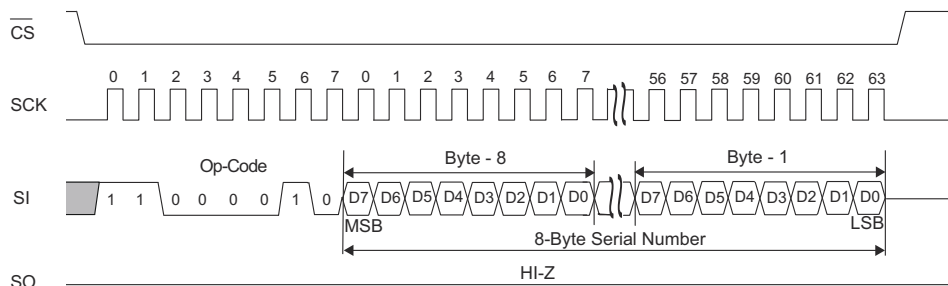 CS
0 1 2 3 4 5 6 7 0 1 2 3 4 5 6 7 56 57 58 59 60 61 62 63
SCK
Op-Code Byte - 8 Byte - 1
SI 1 1 0 0 0 0 1 0 D7 D6 D5 D4 D3 D2 D1 D0 D7 D6 D5 D4 D3 D2 D1 D0
MSB LSB
8-Byte Serial Number
HI-Z
SO